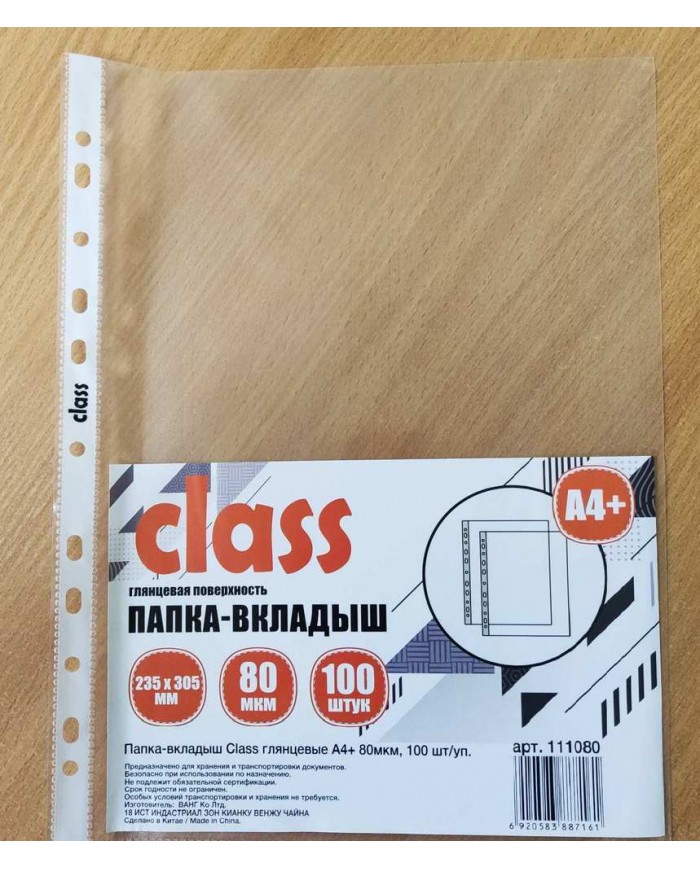 class
class
A4+
глянцевая поверхность
ПАПКА-ВКЛАДЫШ
235 x 305
мм
80
мкм
100
штук
Папка-вкладыш Class глянцевые А4+ 80мкм, 100 шт/уп.
арт. 111080
Предназначено для хранения и транспортировки документов.
Безопасно при использовании по назначению.
Не подлежит обязательной сертификации.
Срок годности не ограничен.
Особых условий транспортировки и хранения не требуется.
Изготовитель: ВАНГ Ко Лтд.
18 ИСТ ИНДАСТРИАЛ ЗОН КИАНКУ ВЕНЖУ ЧАЙНА
Сделано в Китае / Made in China.
6 920583 887161